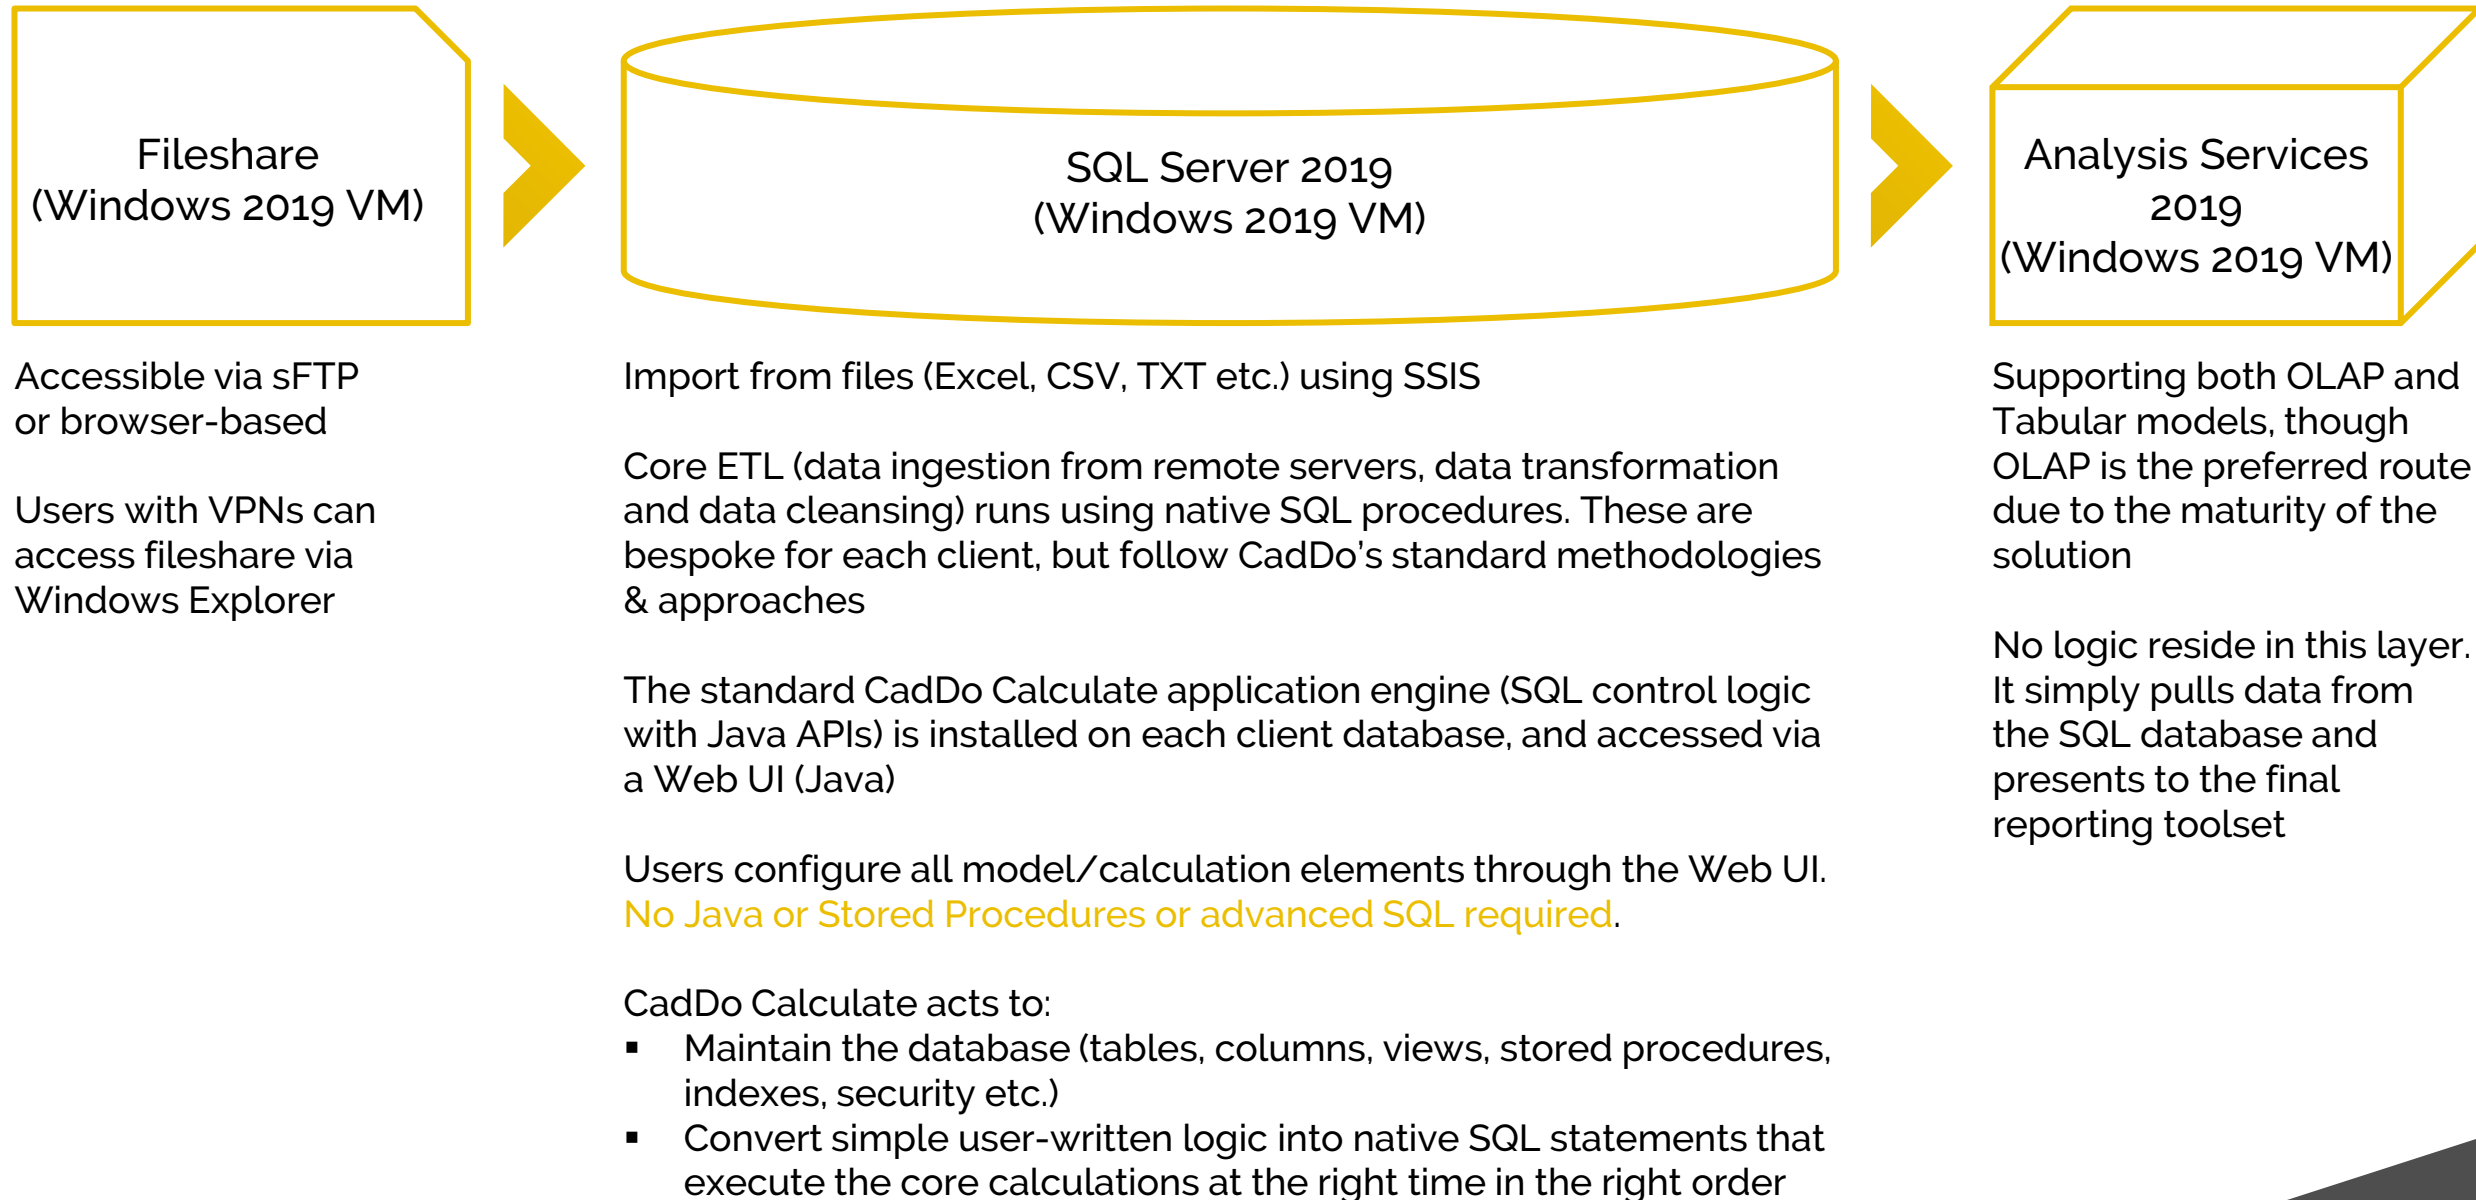 Fileshare
(Windows 2019 VM)
SQL Server 2019
(Windows 2019 VM)
Analysis Services
2019
(Windows 2019 VM)
Accessible via sFTP
or browser-based
Users with VPNs can
access fileshare via
Windows Explorer
Import from files (Excel, CSV, TXT etc.) using SSIS
Core ETL (data ingestion from remote servers, data transformation
and data cleansing) runs using native SQL procedures. These are
bespoke for each client, but follow CadDo’s standard methodologies
& approaches
The standard CadDo Calculate application engine (SQL control logic
with Java APIs) is installed on each client database, and accessed via
a Web UI (Java)
Users configure all model/calculation elements through the Web UI.
No Java or Stored Procedures or advanced SQL required.
CadDo Calculate acts to:
▪ Maintain the database (tables, columns, views, stored procedures,
indexes, security etc.)
▪ Convert simple user-written logic into native SQL statements that
execute the core calculations at the right time in the right order
Supporting both OLAP and
Tabular models, though
OLAP is the preferred route
due to the maturity of the
solution
No logic reside in this layer.
It simply pulls data from
the SQL database and
presents to the final
reporting toolset